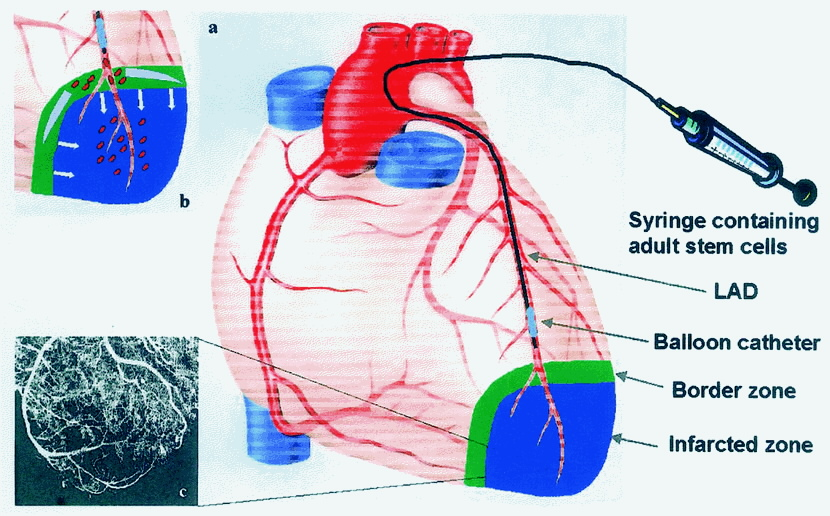 a
b
Syringe containing
adult stem cells
LAD
Balloon catheter
Border zone
Infarcted zone
c